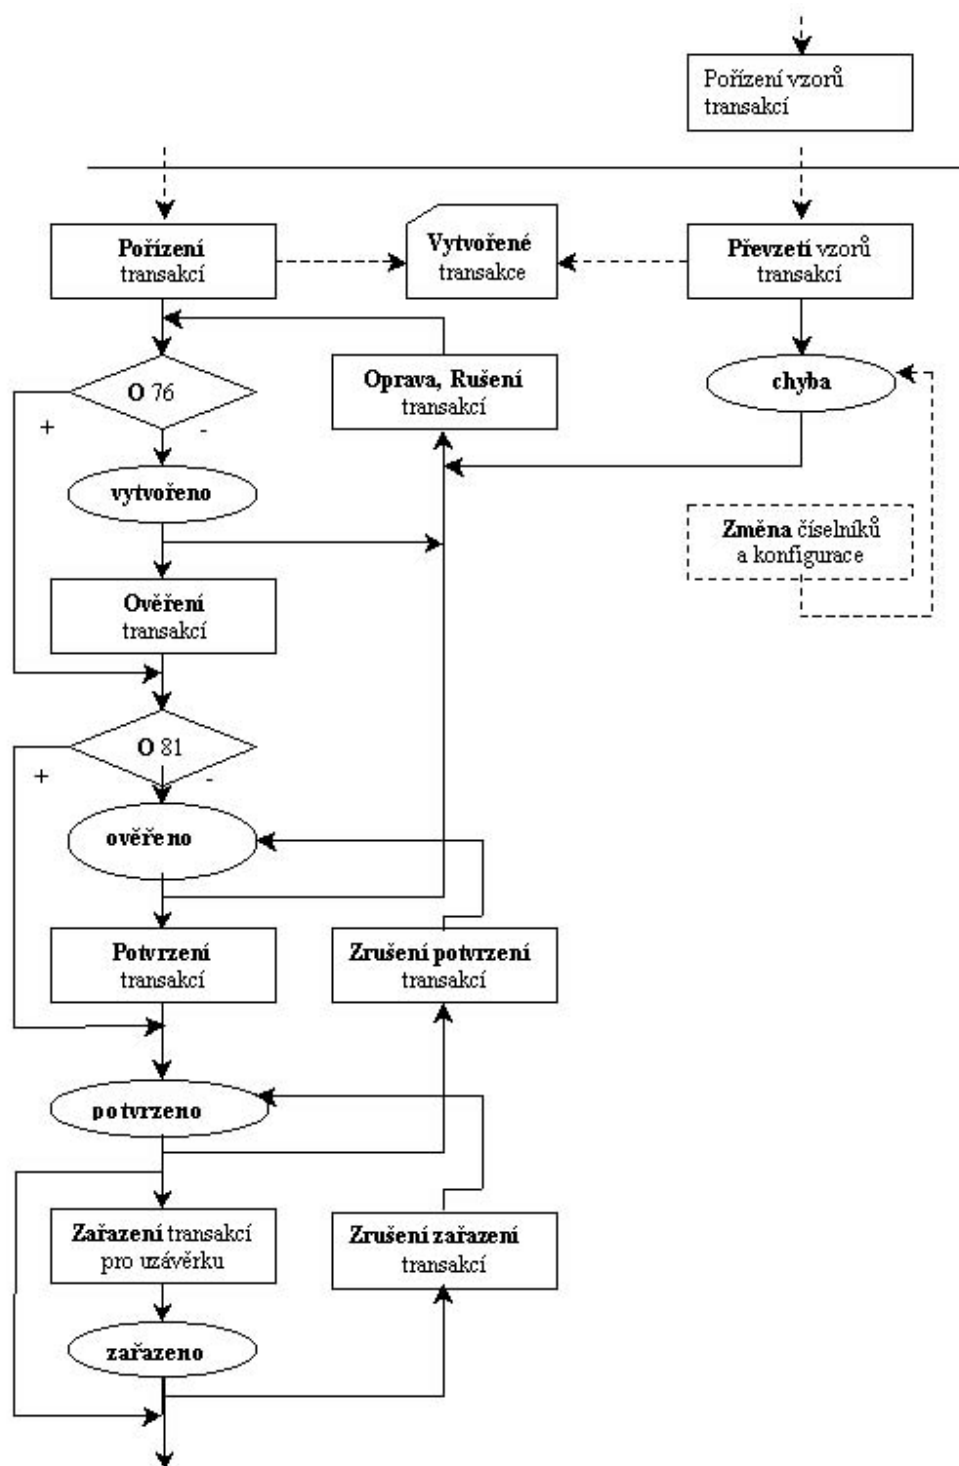 Pořízení vzorů
transakcí
Pořízení
transakcí
Vytvořené
transakce
Převzetí vzorů
transakcí
O 76
+
-
Oprava, Rušení
transakcí
chyba
vytvořeno
Změna číselníků
a konfigurace
Ověření
transakcí
O 81
+
-
ověřeno
Potvrzení
transakcí
Zrušení potvrzení
transakcí
potvrzeno
Zařazení transakcí
pro uzávěrku
Zrušení zařazení
transakcí
zařazeno